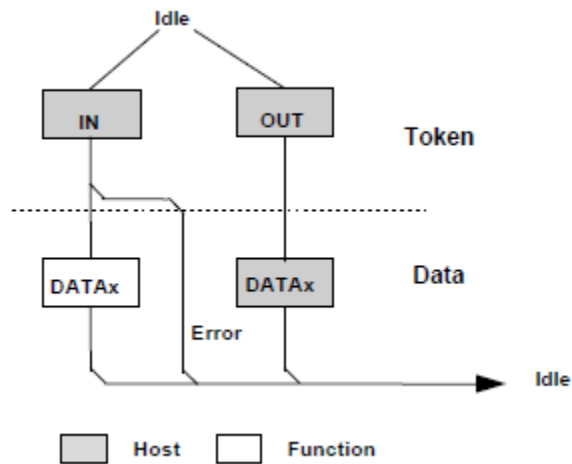 Idle
IN
OUT
Token
DATAx
DATAx
Data
Error
Idle
Host
Function